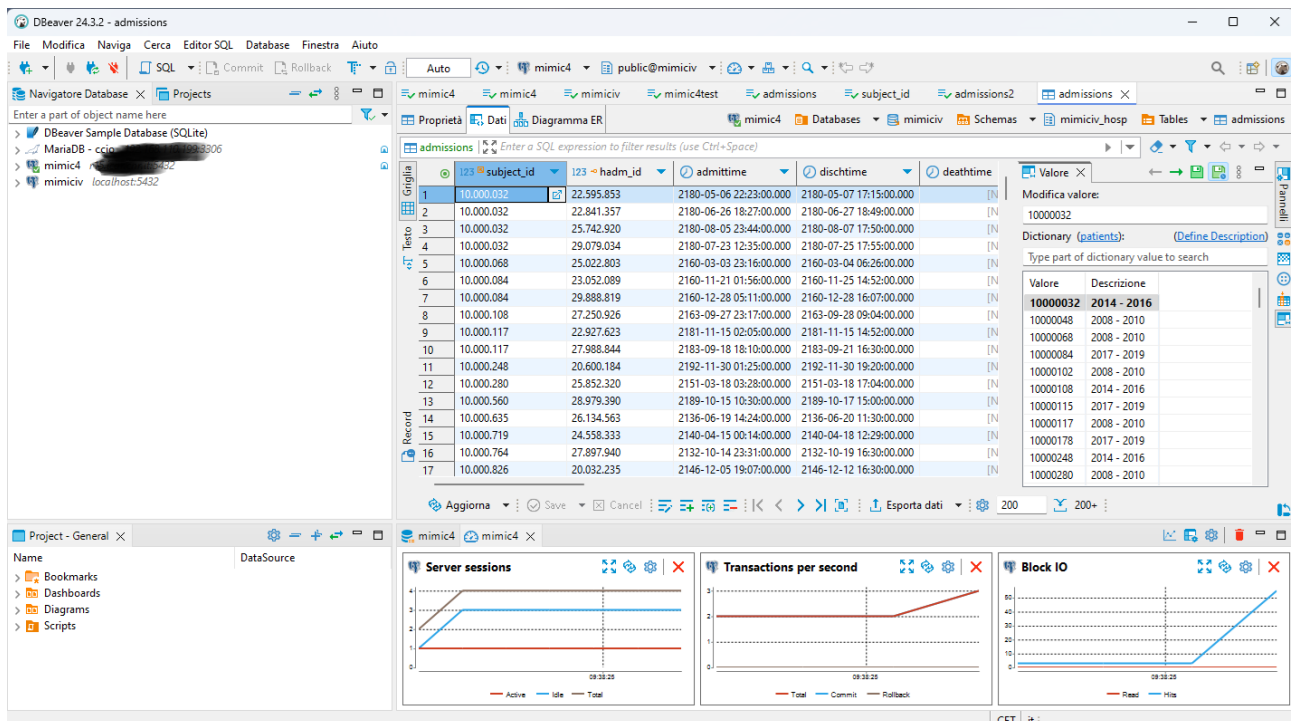 DBeaver 24.3.2 - admissions
File Modifica Naviga Cerca Editor SQL Database Finestra Aiuto
SQL Commit Rollback Auto mimic4 public@mimiciv
Navigatore Database Projects
Enter a part of object name here
DBeaver Sample Database (SQLite)
MariaDB - ccio 3306
mimic4 5432
mimiciv localhost:5432
mimic4 mimic4 mimiciv mimic4test admissions subject_id admissions2 admissions
Proprietà Dati Diagramma ER mimic4 Databases mimiciv Schemas mimiciv_hosp Tables admissions
admissions Enter a SQL expression to filter results (use Ctrl+Space)
Griglia
Testo
Record
123 subject_id 123 hadm_id admittime dischtime deathtime
1 10.000.032 22.595.853 2180-05-06 22:23:00.000 2180-05-07 17:15:00.000 [N
2 10.000.032 22.841.357 2180-06-26 18:27:00.000 2180-06-27 18:49:00.000 [N
3 10.000.032 25.742.920 2180-08-05 23:44:00.000 2180-08-07 17:50:00.000 [N
4 10.000.032 29.079.034 2180-07-23 12:35:00.000 2180-07-25 17:55:00.000 [N
5 10.000.068 25.022.803 2160-03-03 23:16:00.000 2160-03-04 06:26:00.000 [N
6 10.000.084 23.052.089 2160-11-21 01:56:00.000 2160-11-25 14:52:00.000 [N
7 10.000.084 29.888.819 2160-12-28 05:11:00.000 2160-12-28 16:07:00.000 [N
8 10.000.108 27.250.926 2163-09-27 23:17:00.000 2163-09-28 09:04:00.000 [N
9 10.000.117 22.927.623 2181-11-15 02:05:00.000 2181-11-15 14:52:00.000 [N
10 10.000.117 27.988.844 2183-09-18 18:10:00.000 2183-09-21 16:30:00.000 [N
11 10.000.248 20.600.184 2192-11-30 01:25:00.000 2192-11-30 19:20:00.000 [N
12 10.000.280 25.852.320 2151-03-18 03:28:00.000 2151-03-18 17:04:00.000 [N
13 10.000.560 28.979.390 2189-10-15 10:30:00.000 2189-10-17 15:00:00.000 [N
14 10.000.635 26.134.563 2136-06-19 14:24:00.000 2136-06-20 11:30:00.000 [N
15 10.000.719 24.558.333 2140-04-15 00:14:00.000 2140-04-18 12:29:00.000 [N
16 10.000.764 27.897.940 2132-10-14 23:31:00.000 2132-10-19 16:30:00.000 [N
17 10.000.826 20.032.235 2146-12-05 19:07:00.000 2146-12-12 16:30:00.000 [N
Valore
Modifica valore:
10000032
Dictionary (patients): (Define Description)
Type part of dictionary value to search
Valore Descrizione
10000032 2014 - 2016
10000048 2008 - 2010
10000068 2008 - 2010
10000084 2017 - 2019
10000102 2008 - 2010
10000108 2014 - 2016
10000115 2017 - 2019
10000117 2008 - 2010
10000178 2017 - 2019
10000248 2014 - 2016
10000280 2008 - 2010
Pannelli
Aggiorna Save Cancel Esporta dati 200 200+
Project - General
Name DataSource
Bookmarks
Dashboards
Diagrams
Scripts
mimic4 mimic4
Server sessions
4
3
2
1
0
09:38:25
Active Idle Total
Transactions per second
3
2
1
0
09:38:25
Total Commit Rollback
Block IO
50
40
30
20
10
0
09:38:25
Read Hits
CET it